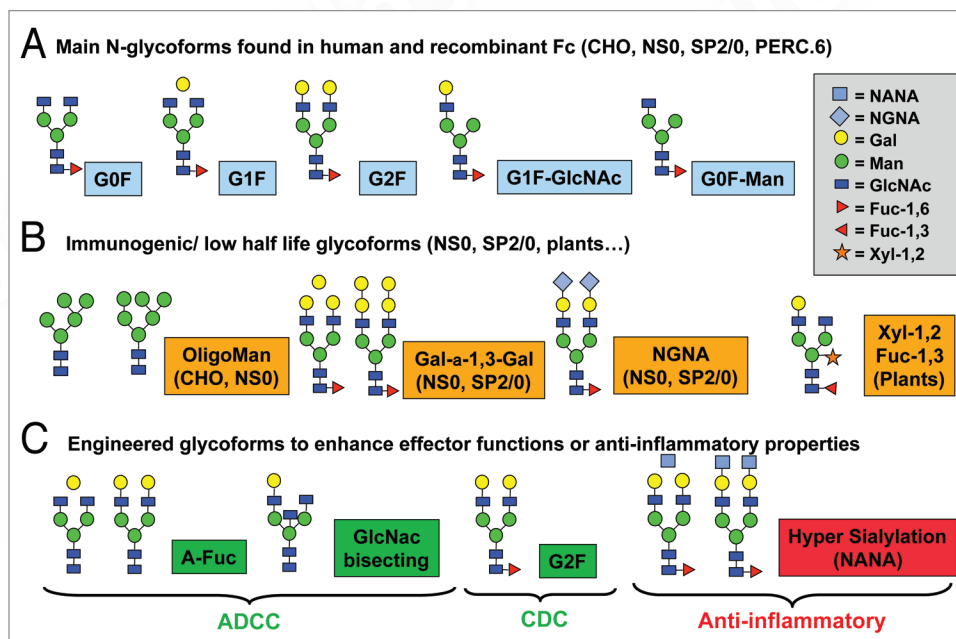 A Main N-glycoforms found in human and recombinant Fc (CHO, NS0, SP2/0, PERC.6)
G0F
G1F
G2F
G1F-GlcNAc
G0F-Man
= NANA
= NGNA
= Gal
= Man
= GlcNAc
= Fuc-1,6
= Fuc-1,3
= Xyl-1,2
B Immunogenic/ low half life glycoforms (NS0, SP2/0, plants...)
OligoMan
(CHO, NS0)
Gal-a-1,3-Gal
(NS0, SP2/0)
NGNA
(NS0, SP2/0)
Xyl-1,2
Fuc-1,3
(Plants)
C Engineered glycoforms to enhance effector functions or anti-inflammatory properties
A-Fuc
GlcNac
bisecting
G2F
Hyper Sialylation
(NANA)
ADCC
CDC
Anti-inflammatory